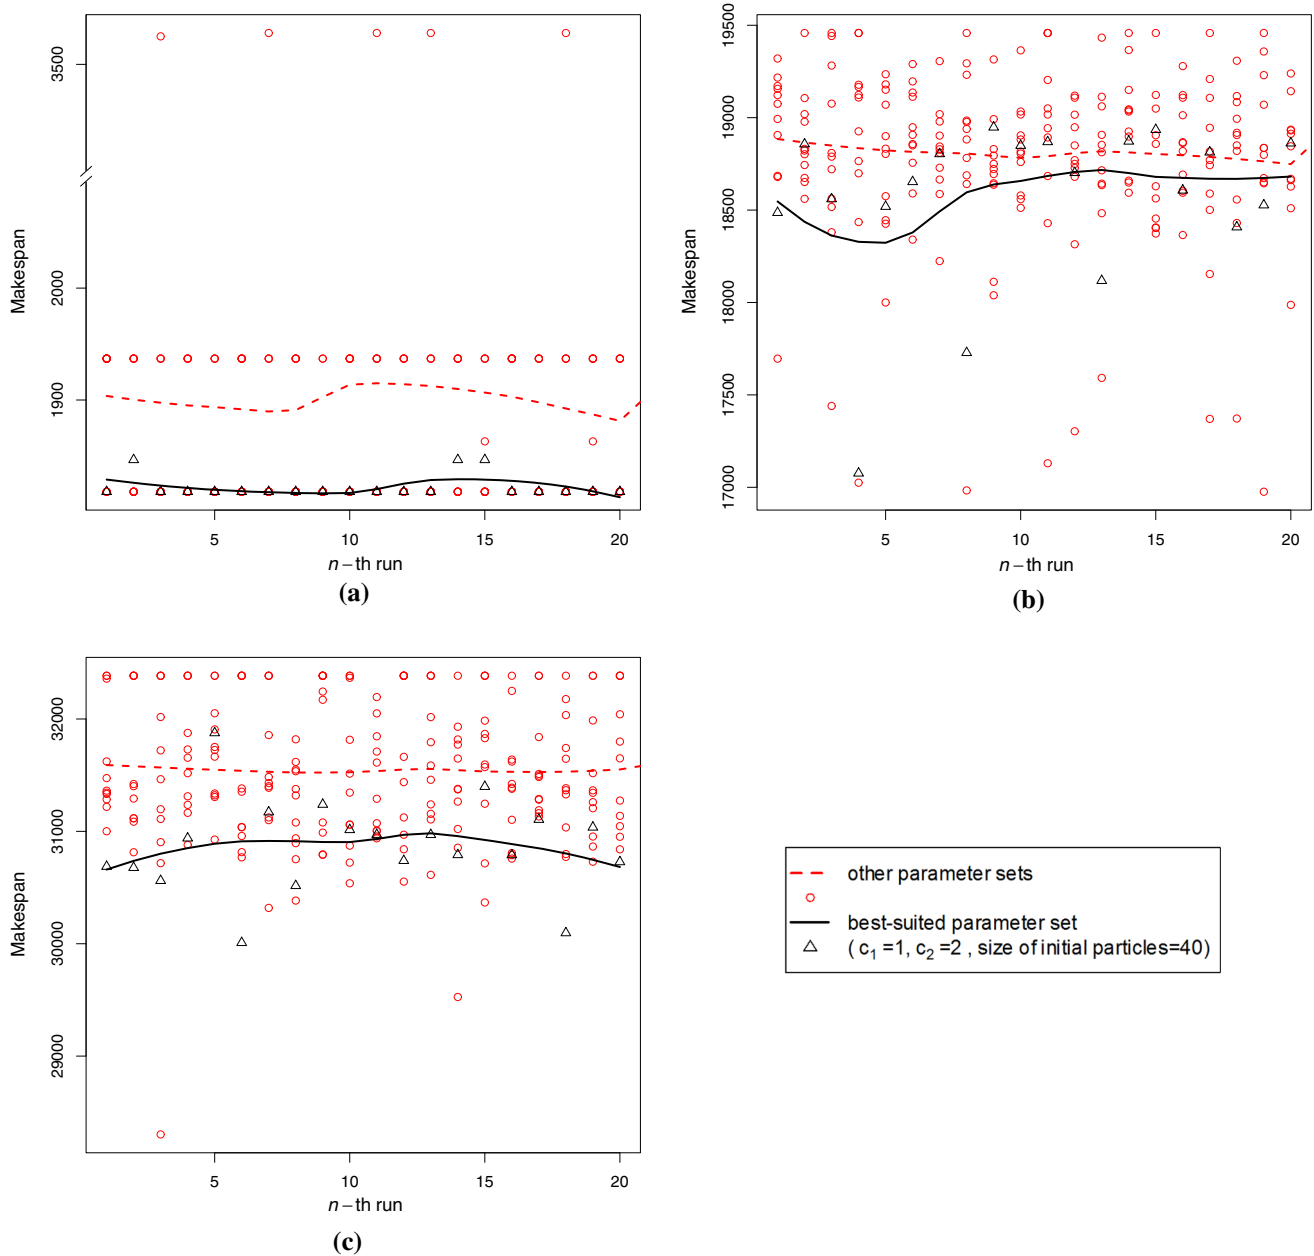 3500
2000
1900
Makespan
5 10 15 20
n – th run
(a)
19500
19000
18500
18000
17500
17000
Makespan
5 10 15 20
n – th run
(b)
32000
31000
30000
29000
Makespan
5 10 15 20
n – th run
(c)
other parameter sets
best-suited parameter set
( c1 =1, c2 =2 , size of initial particles=40)